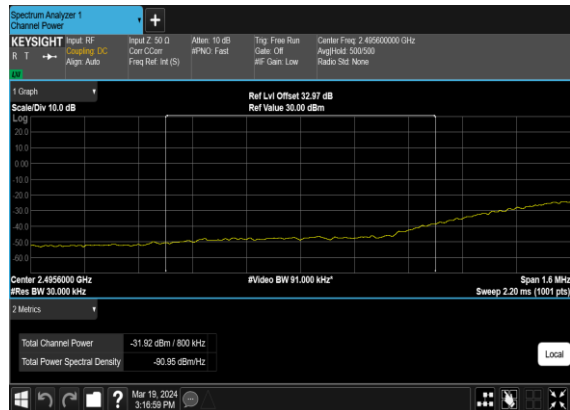 Spectrum Analyzer 1
Channel Power
+
KEYSIGHT Input: RF Input Z: 50 Ω Atten: 10 dB Trig: Free Run Center Freq: 2.495600000 GHz
R T Coupling: DC Corr CCorr #PNO: Fast Gate: Off Avg|Hold: 500/500
Align: Auto Freq Ref: Int (S) #IF Gain: Low Radio Std: None
1 Graph
Ref Lvl Offset 32.97 dB
Scale/Div 10.0 dB Ref Value 30.00 dBm
Log
20.0
10.0
0.00
-10.0
-20.0
-30.0
-40.0
-50.0
-60.0
Center 2.4956000 GHz #Video BW 91.000 kHz* Span 1.6 MHz
#Res BW 30.000 kHz Sweep 2.20 ms (1001 pts)
2 Metrics
Total Channel Power -31.92 dBm / 800 kHz
Total Power Spectral Density -90.95 dBm/Hz
Local
? Mar 19, 2024
3:16:59 PM